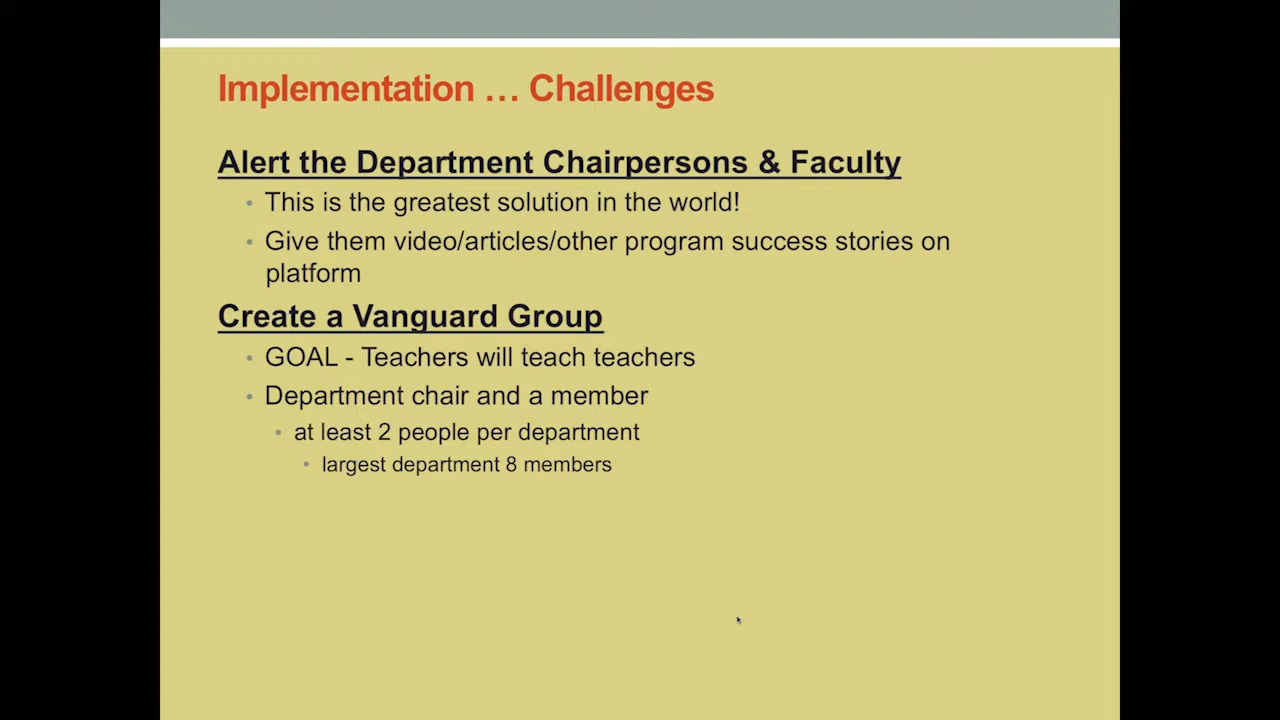 Implementation … Challenges
Alert the Department Chairpersons & Faculty
• This is the greatest solution in the world!
• Give them video/articles/other program success stories on
platform
Create a Vanguard Group
• GOAL - Teachers will teach teachers
• Department chair and a member
• at least 2 people per department
• largest department 8 members